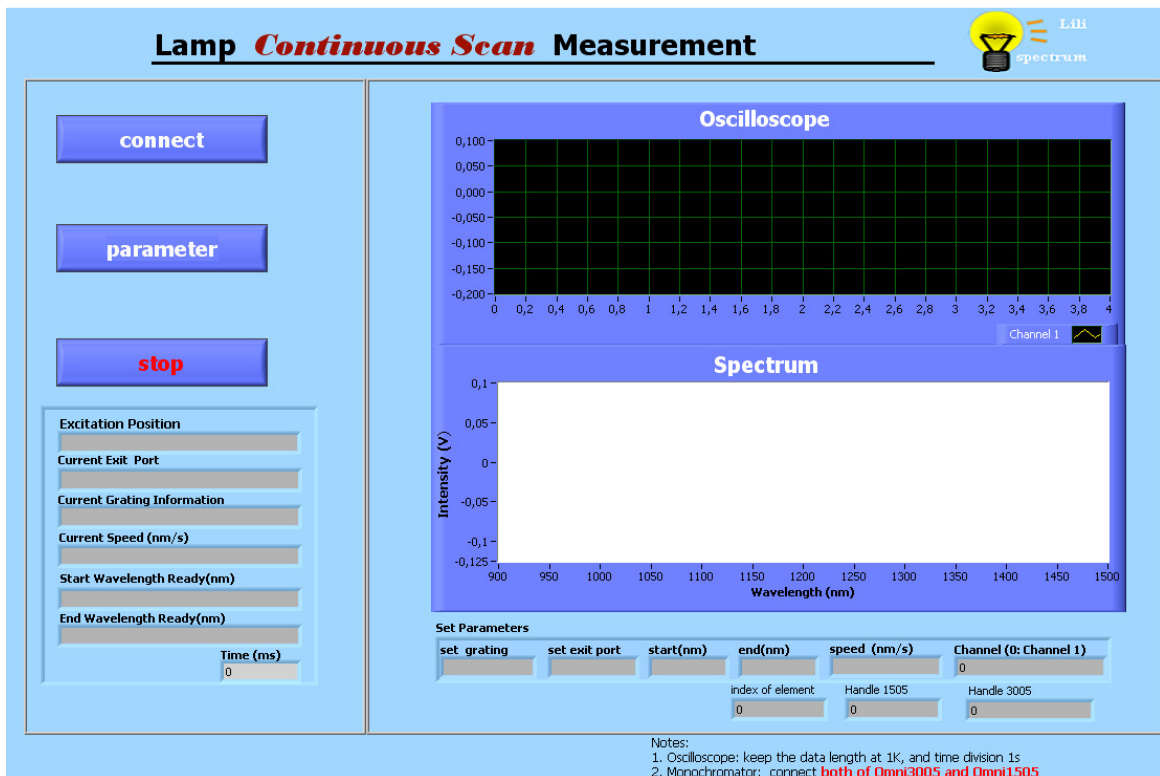 Lamp Continuous Scan Measurement
Lili
spectrum
connect
parameter
stop
Excitation Position
Current Exit Port
Current Grating Information
Current Speed (nm/s)
Start Wavelength Ready(nm)
End Wavelength Ready(nm)
Time (ms)
0
Oscilloscope
0,100
0,050
0,000
-0,050
-0,100
-0,150
-0,200
0 0,2 0,4 0,6 0,8 1 1,2 1,4 1,6 1,8 2 2,2 2,4 2,6 2,8 3 3,2 3,4 3,6 3,8 4
Channel 1
Spectrum
Intensity (V)
0,1
0,05
0
-0,05
-0,1
-0,125
900 950 1000 1050 1100 1150 1200 1250 1300 1350 1400 1450 1500
Wavelength (nm)
Set Parameters
set grating set exit port start(nm) end(nm) speed (nm/s) Channel (0: Channel 1)
0
index of element Handle 1505 Handle 3005
0 0 0
Notes:
1. Oscilloscope: keep the data length at 1K, and time division 1s
2. Monochromator: connect both of Omni3005 and Omni1505